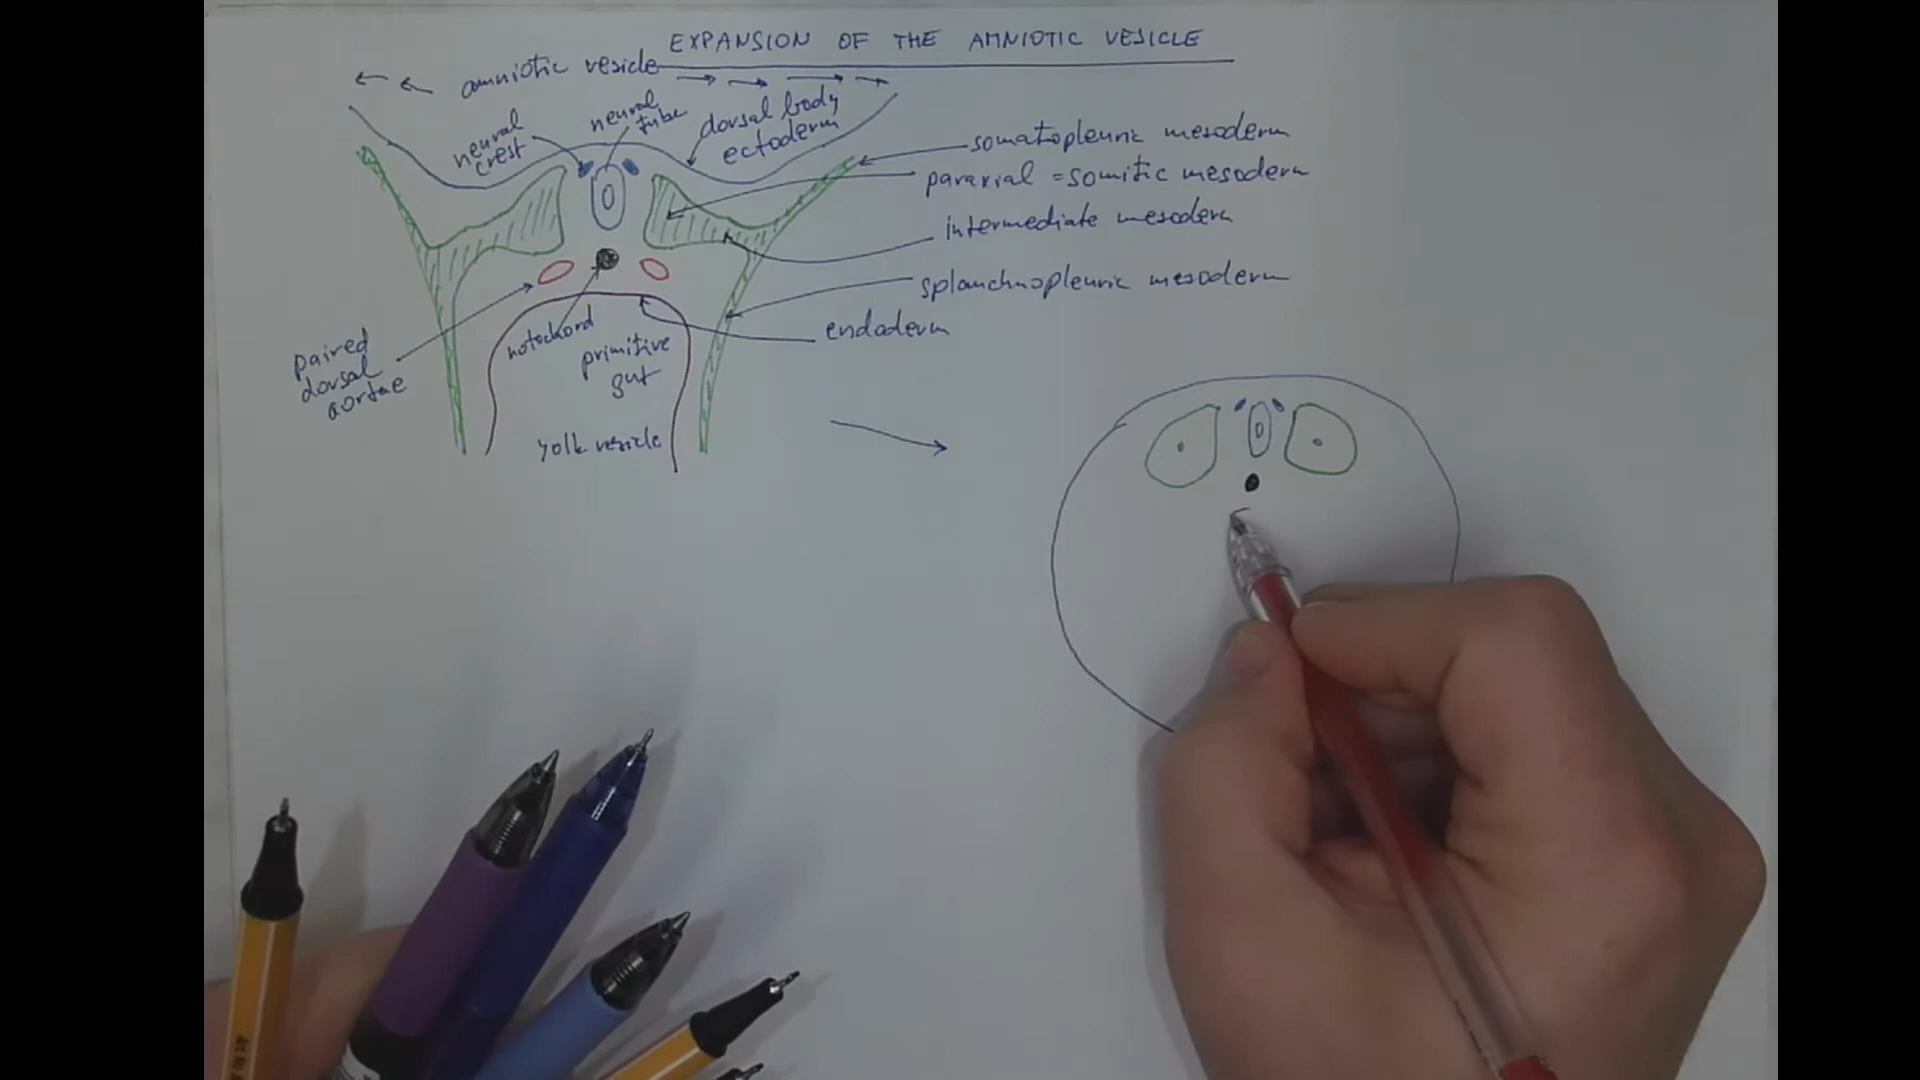 EXPANSION OF THE AMNIOTIC VESICLE
amniotic vesicle
neural
crest
neural
tube
dorsal body
ectoderm
somatopleuric mesoderm
paraxial = somitic mesoderm
intermediate mesoderm
splanchnopleuric mesoderm
endoderm
notochord
primitive
gut
paired
dorsal
aortae
yolk vesicle